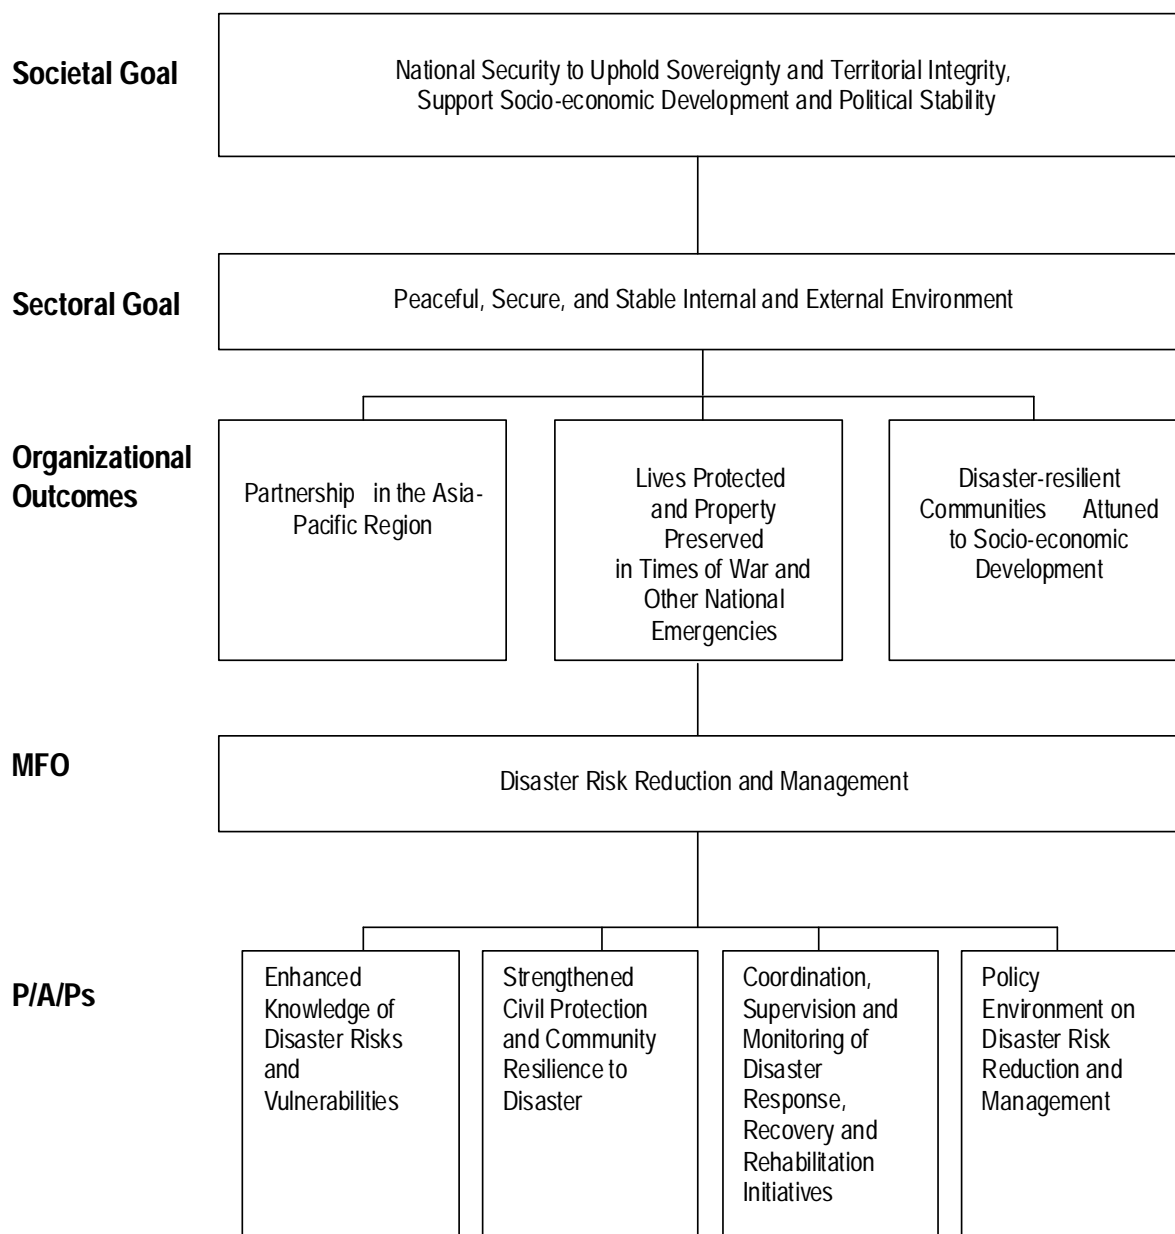 Societal Goal
National Security to Uphold Sovereignty and Territorial Integrity,
Support Socio-economic Development and Political Stability
Sectoral Goal
Peaceful, Secure, and Stable Internal and External Environment
Organizational
Outcomes
Partnership in the Asia-
Pacific Region
Lives Protected
and Property
Preserved
in Times of War and
Other National
Emergencies
Disaster-resilient
Communities Attuned
to Socio-economic
Development
MFO
Disaster Risk Reduction and Management
P/A/Ps
Enhanced
Knowledge of
Disaster Risks
and
Vulnerabilities
Strengthened
Civil Protection
and Community
Resilience to
Disaster
Coordination,
Supervision and
Monitoring of
Disaster
Response,
Recovery and
Rehabilitation
Initiatives
Policy
Environment on
Disaster Risk
Reduction and
Management